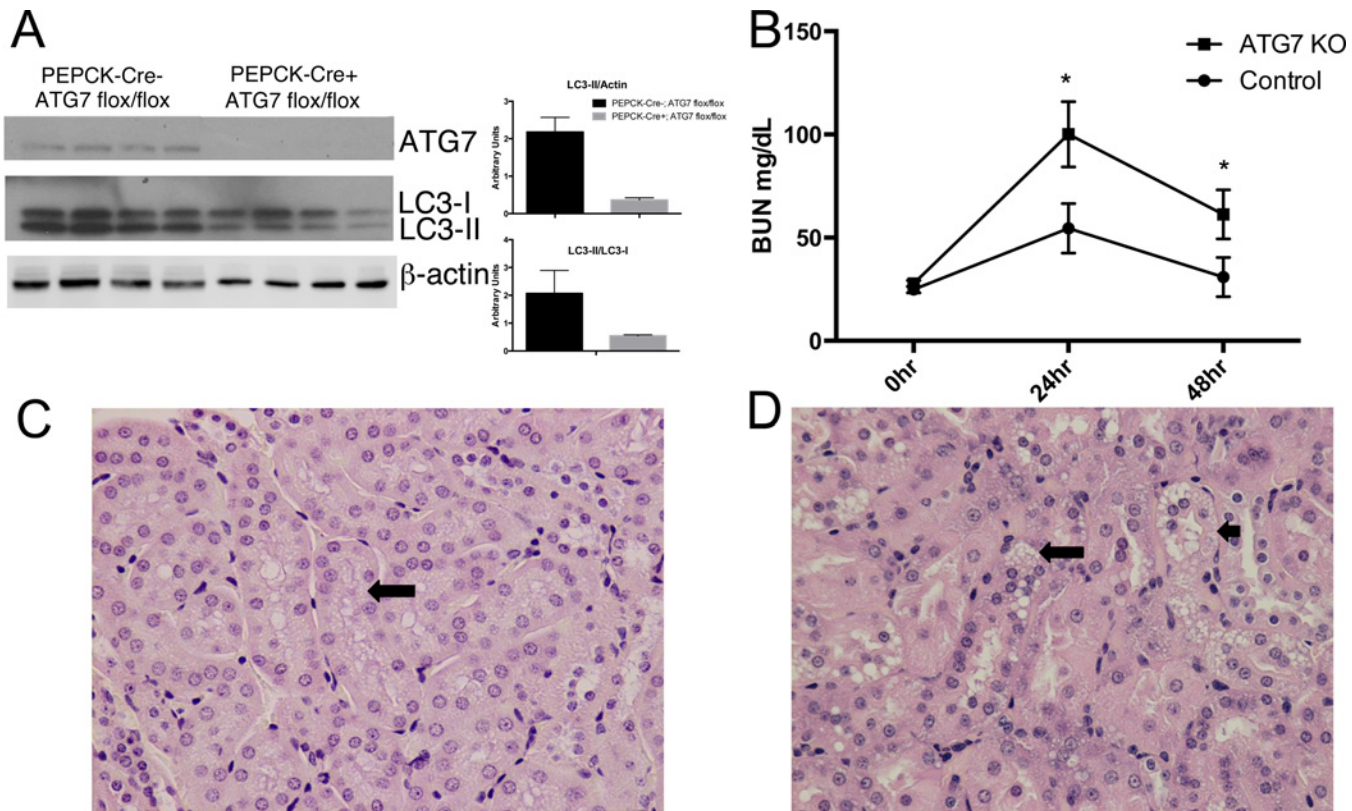 A
PEPCK-Cre-
ATG7 flox/flox
PEPCK-Cre+
ATG7 flox/flox
ATG7
LC3-I
LC3-II
β-actin
LC3-II/Actin
PEPCK-Cre-; ATG7 flox/flox
PEPCK-Cre+; ATG7 flox/flox
Arbitrary Units
3
2
1
0
LC3-II/LC3-I
Arbitrary Units
3
2
1
0
B
ATG7 KO
Control
BUN mg/dL
150
100
50
0
*
*
0hr
24hr
48hr
C
D